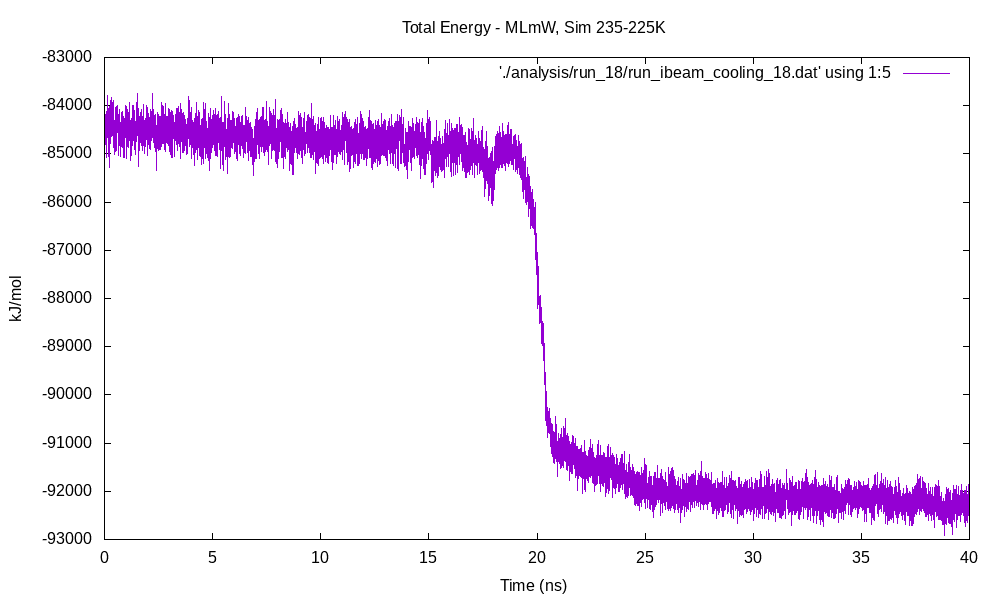 Total Energy - MLmW, Sim 235-225K
'./analysis/run_18/run_ibeam_cooling_18.dat' using 1:5
-83000
-84000
-85000
-86000
-87000
-88000
-89000
-90000
-91000
-92000
-93000
kJ/mol
0 5 10 15 20 25 30 35 40
Time (ns)